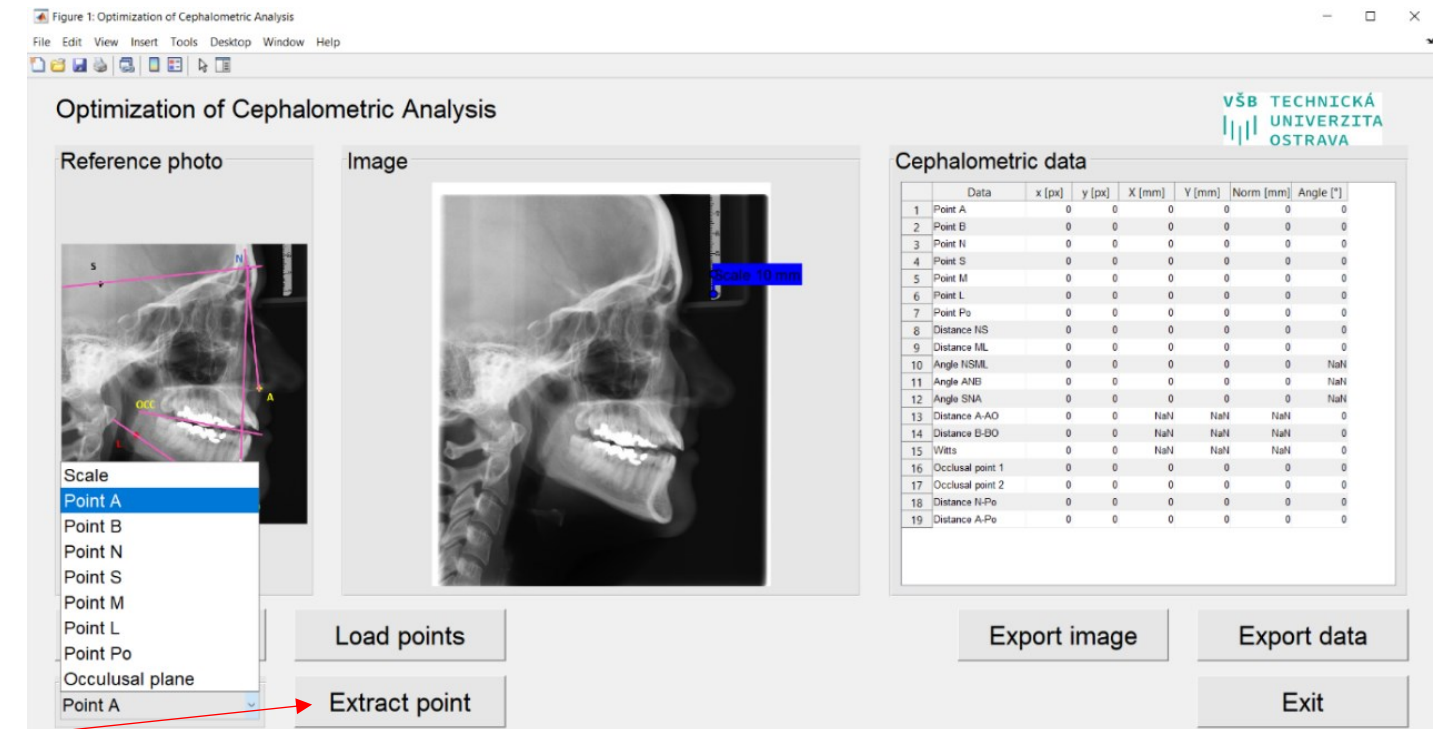 Figure 1: Optimization of Cephalometric Analysis
File Edit View Insert Tools Desktop Window Help
Optimization of Cephalometric Analysis
VŠB TECHNICKÁ
UNIVERZITA
OSTRAVA
Reference photo
S
N
A
OCC
L
Image
Scale 10 mm
Cephalometric data
Data x [px] y [px] X [mm] Y [mm] Norm [mm] Angle [°]
1 Point A 0 0 0 0 0 0
2 Point B 0 0 0 0 0 0
3 Point N 0 0 0 0 0 0
4 Point S 0 0 0 0 0 0
5 Point M 0 0 0 0 0 0
6 Point L 0 0 0 0 0 0
7 Point Po 0 0 0 0 0 0
8 Distance NS 0 0 0 0 0 0
9 Distance ML 0 0 0 0 0 0
10 Angle NSML 0 0 0 0 0 NaN
11 Angle ANB 0 0 0 0 0 NaN
12 Angle SNA 0 0 0 0 0 NaN
13 Distance A-AO 0 0 NaN NaN NaN 0
14 Distance B-BO 0 0 NaN NaN NaN 0
15 Witts 0 0 NaN NaN NaN 0
16 Occlusal point 1 0 0 0 0 0 0
17 Occlusal point 2 0 0 0 0 0 0
18 Distance N-Po 0 0 0 0 0 0
19 Distance A-Po 0 0 0 0 0 0
Scale
Point A
Point B
Point N
Point S
Point M
Point L
Point Po
Occulusal plane
Point A
Load points
Extract point
Export image
Export data
Exit